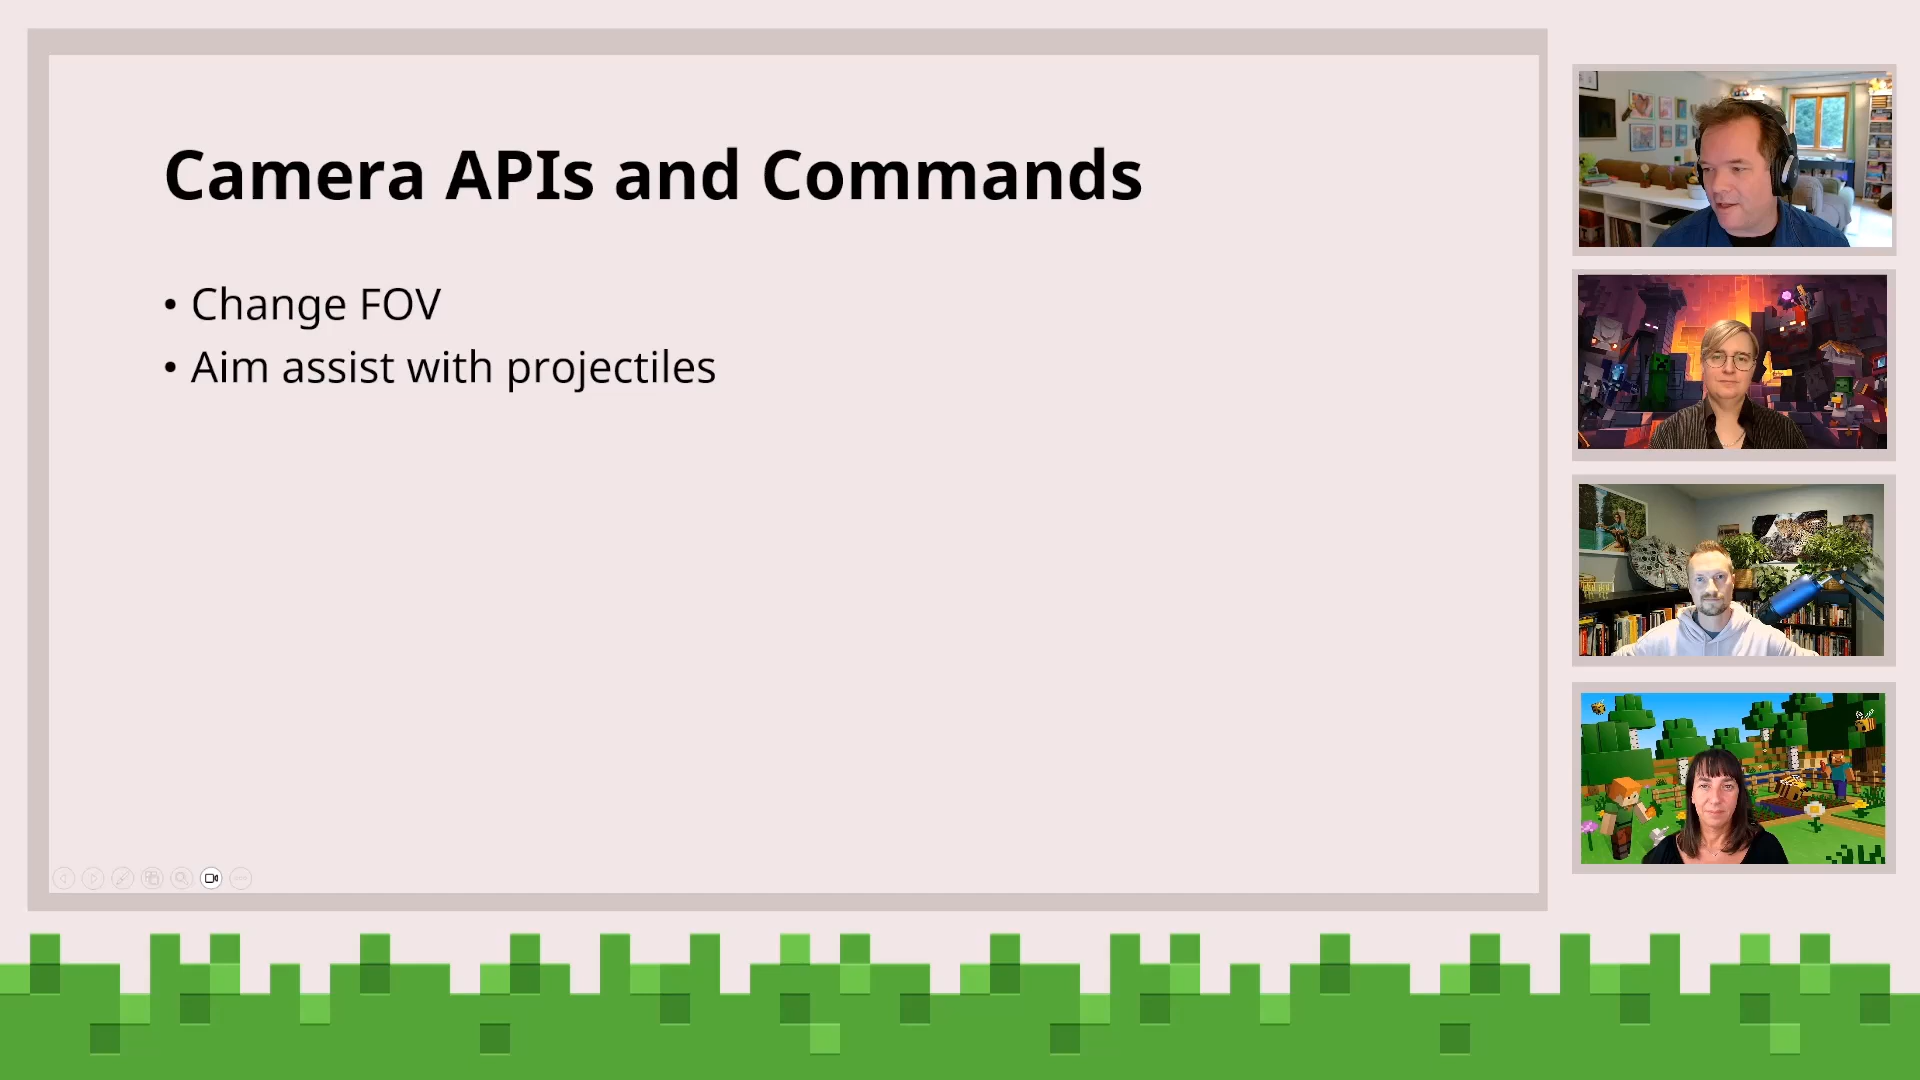 Camera APIs and Commands
• Change FOV
• Aim assist with projectiles